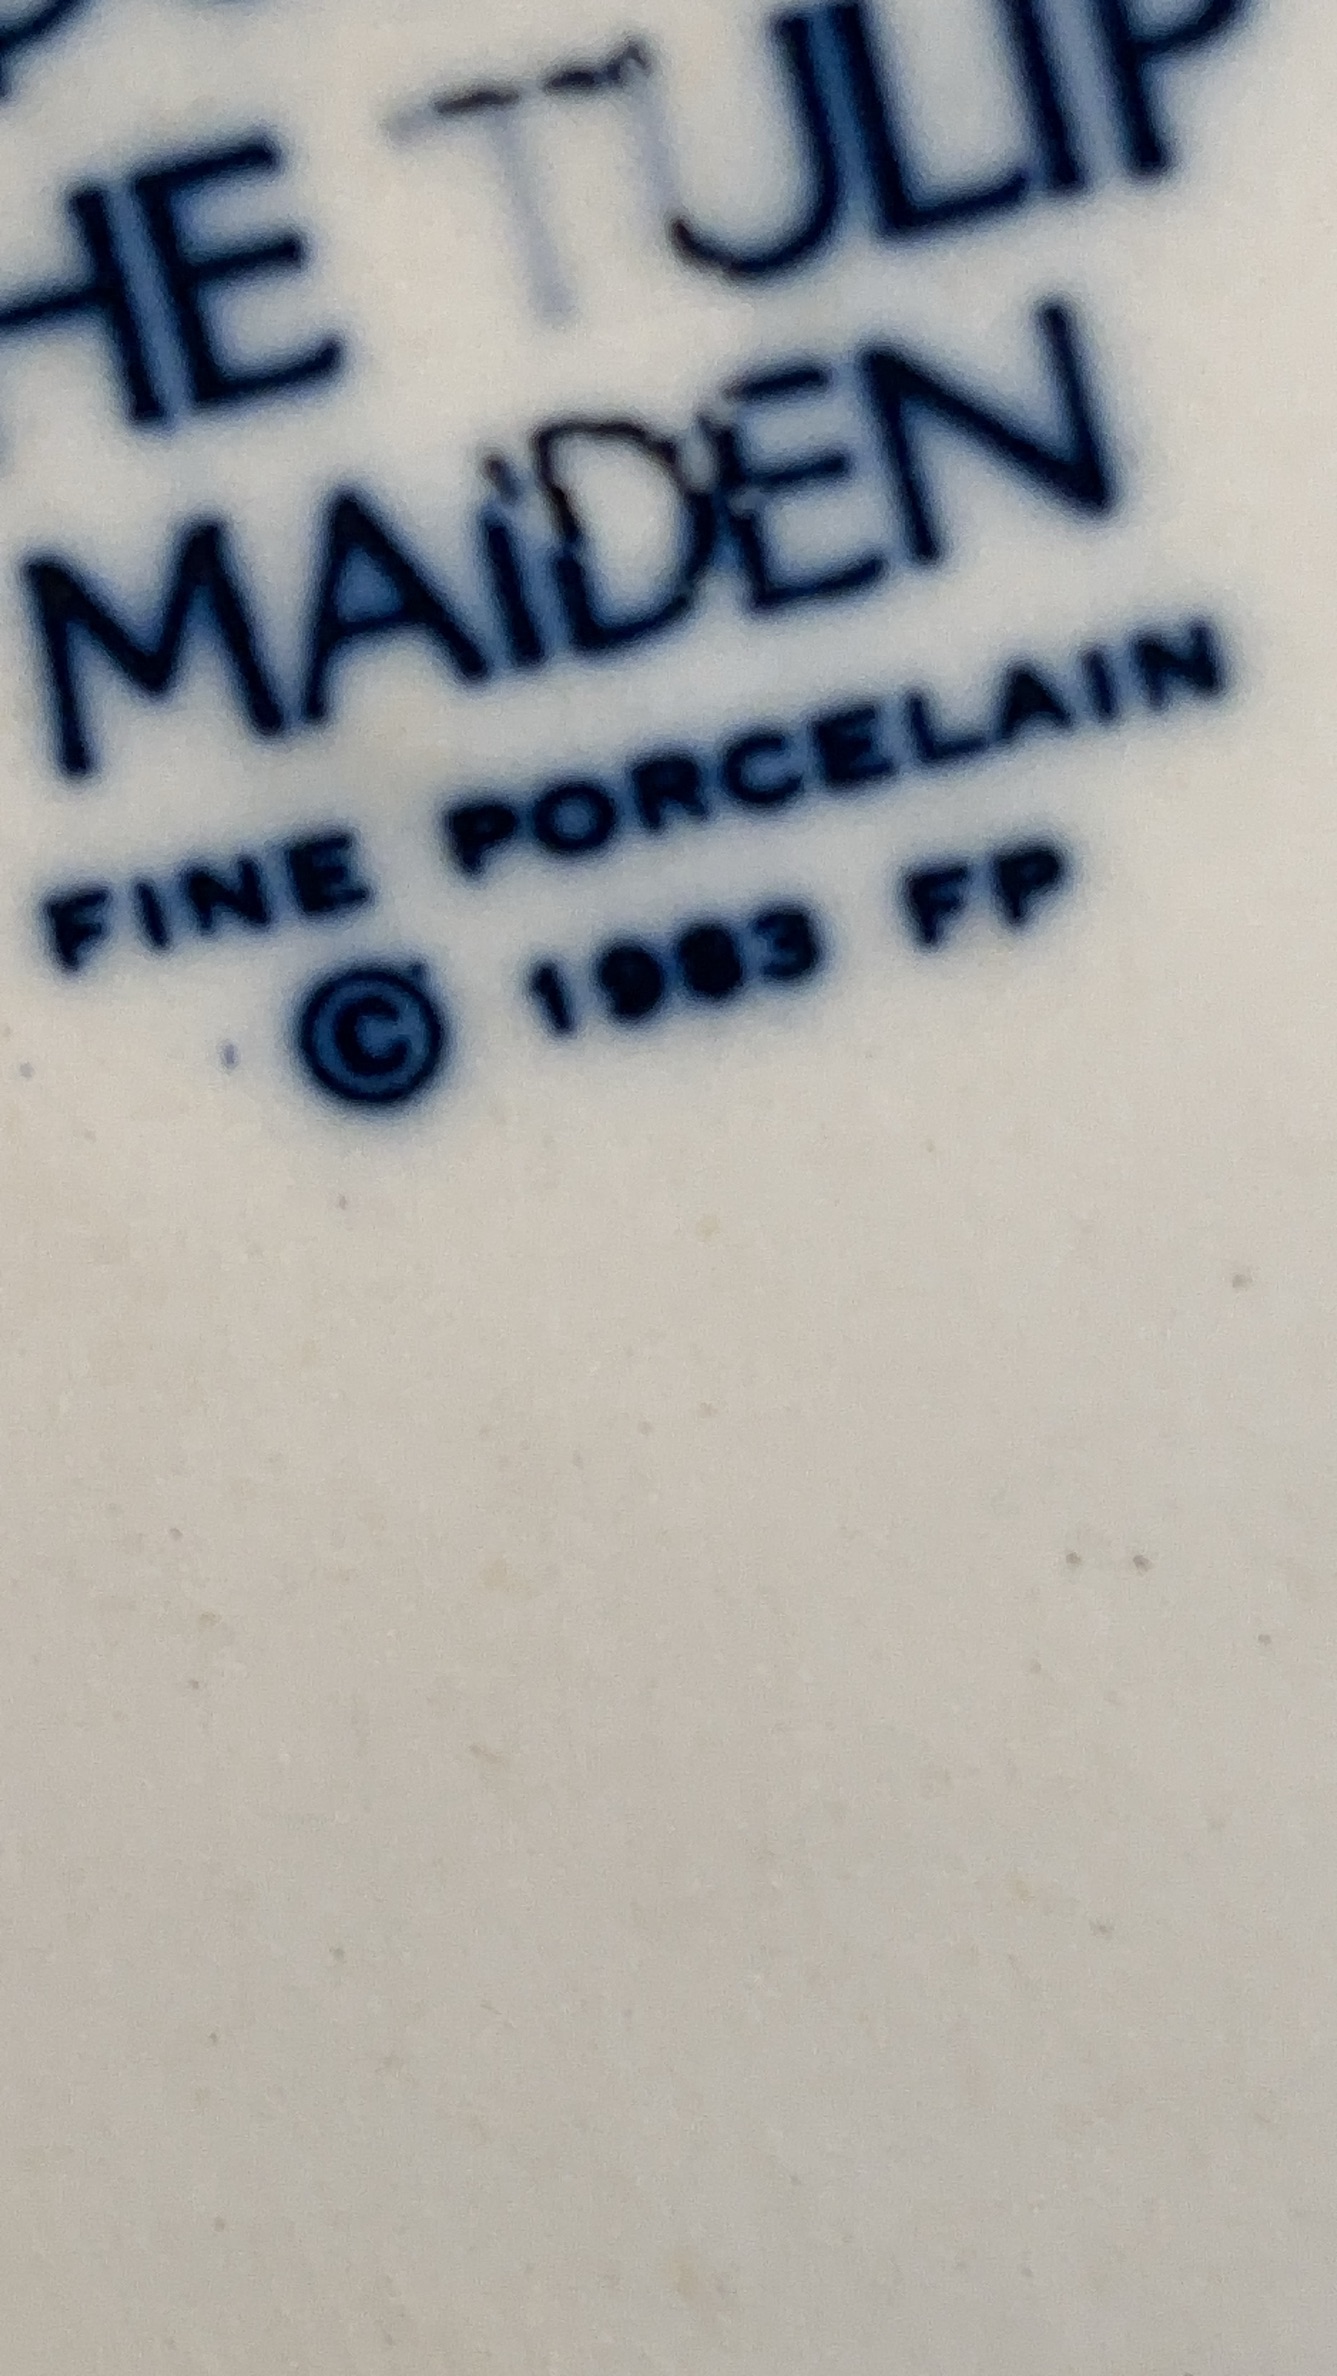 HE TULIP
MAIDEN
FINE PORCELAIN
© 1983 FP